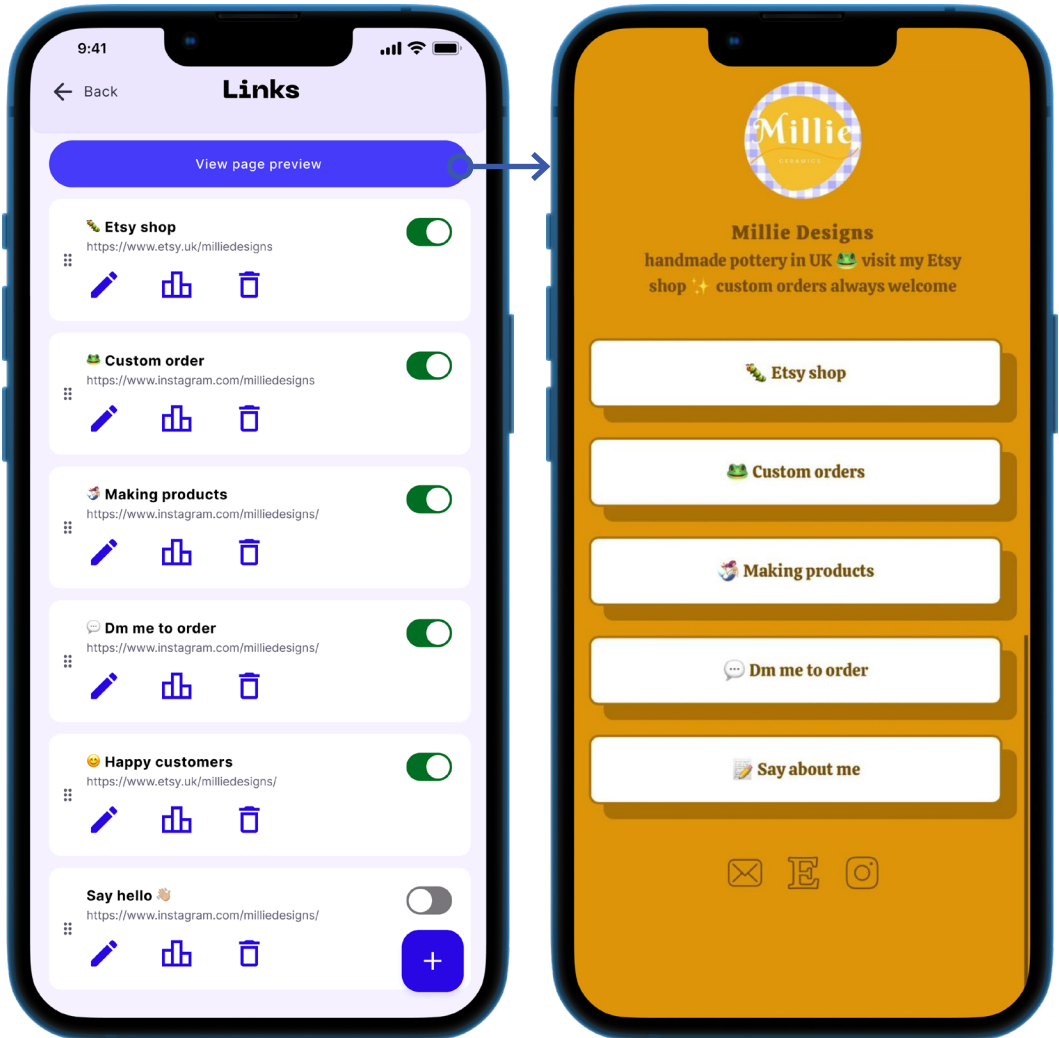 9:41
Back
Links
View page preview
🐛 Etsy shop
https://www.etsy.uk/milliedesigns
🐸 Custom order
https://www.instagram.com/milliedesigns
🧜🏻‍♀️ Making products
https://www.instagram.com/milliedesigns/
💬 Dm me to order
https://www.instagram.com/milliedesigns/
😊 Happy customers
https://www.etsy.uk/milliedesigns/
Say hello 👋🏼
https://www.instagram.com/milliedesigns/
+
Millie
CERAMICS
Millie Designs
handmade pottery in UK 🐸 visit my Etsy
shop ✨ custom orders always welcome
🐛 Etsy shop
🐸 Custom orders
🧜🏻‍♀️ Making products
💬 Dm me to order
📝 Say about me
E